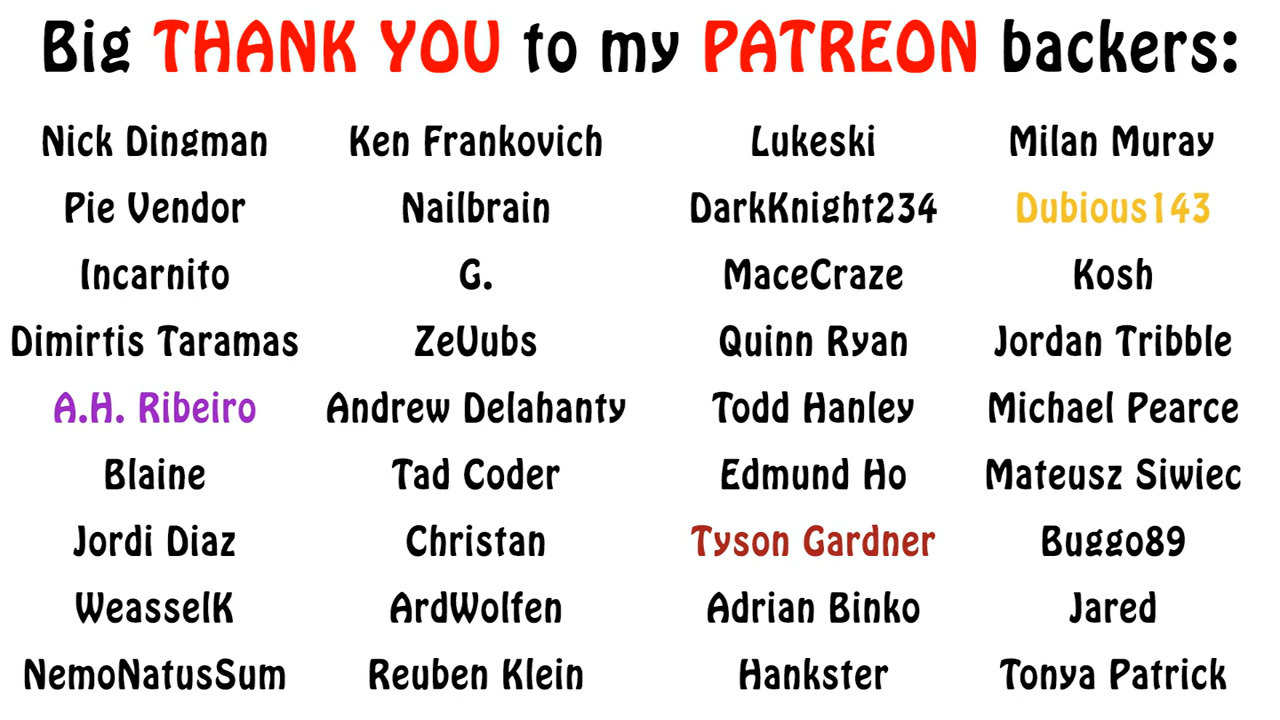 Big THANK YOU to my PATREON backers:
Nick Dingman Ken Frankovich Lukeski Milan Muray
Pie Vendor Nailbrain DarkKnight234 Dubious143
Incarnito G. MaceCraze Kosh
Dimirtis Taramas ZeVubs Quinn Ryan Jordan Tribble
A.H. Ribeiro Andrew Delahanty Todd Hanley Michael Pearce
Blaine Tad Coder Edmund Ho Mateusz Siwiec
Jordi Diaz Christan Tyson Gardner Buggo89
WeasselK ArdWolfen Adrian Binko Jared
NemoNatusSum Reuben Klein Hankster Tonya Patrick